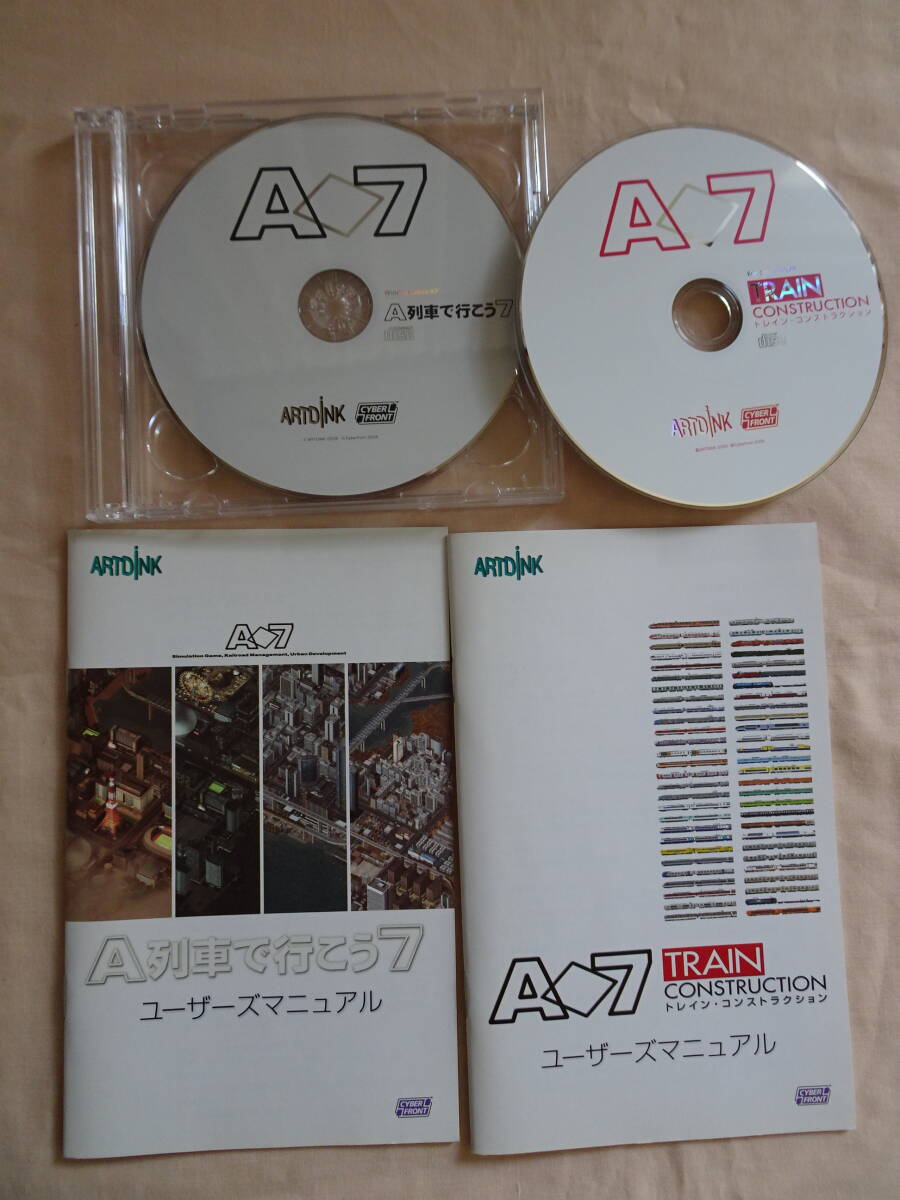 A7
Windows Vista/XP
A列車で行こう7
ARTDINK
CYBER
FRONT
A7
TRAIN
CONSTRUCTION
トレイン・コンストラクション
ARTDINK
CYBER
FRONT
ARTDINK
A7
Simulation Game, Railroad Management, Urban Development
A列車で行こう7
ユーザーズマニュアル
CYBER
FRONT
ARTDINK
A7
TRAIN
CONSTRUCTION
トレイン・コンストラクション
ユーザーズマニュアル
CYBER
FRONT